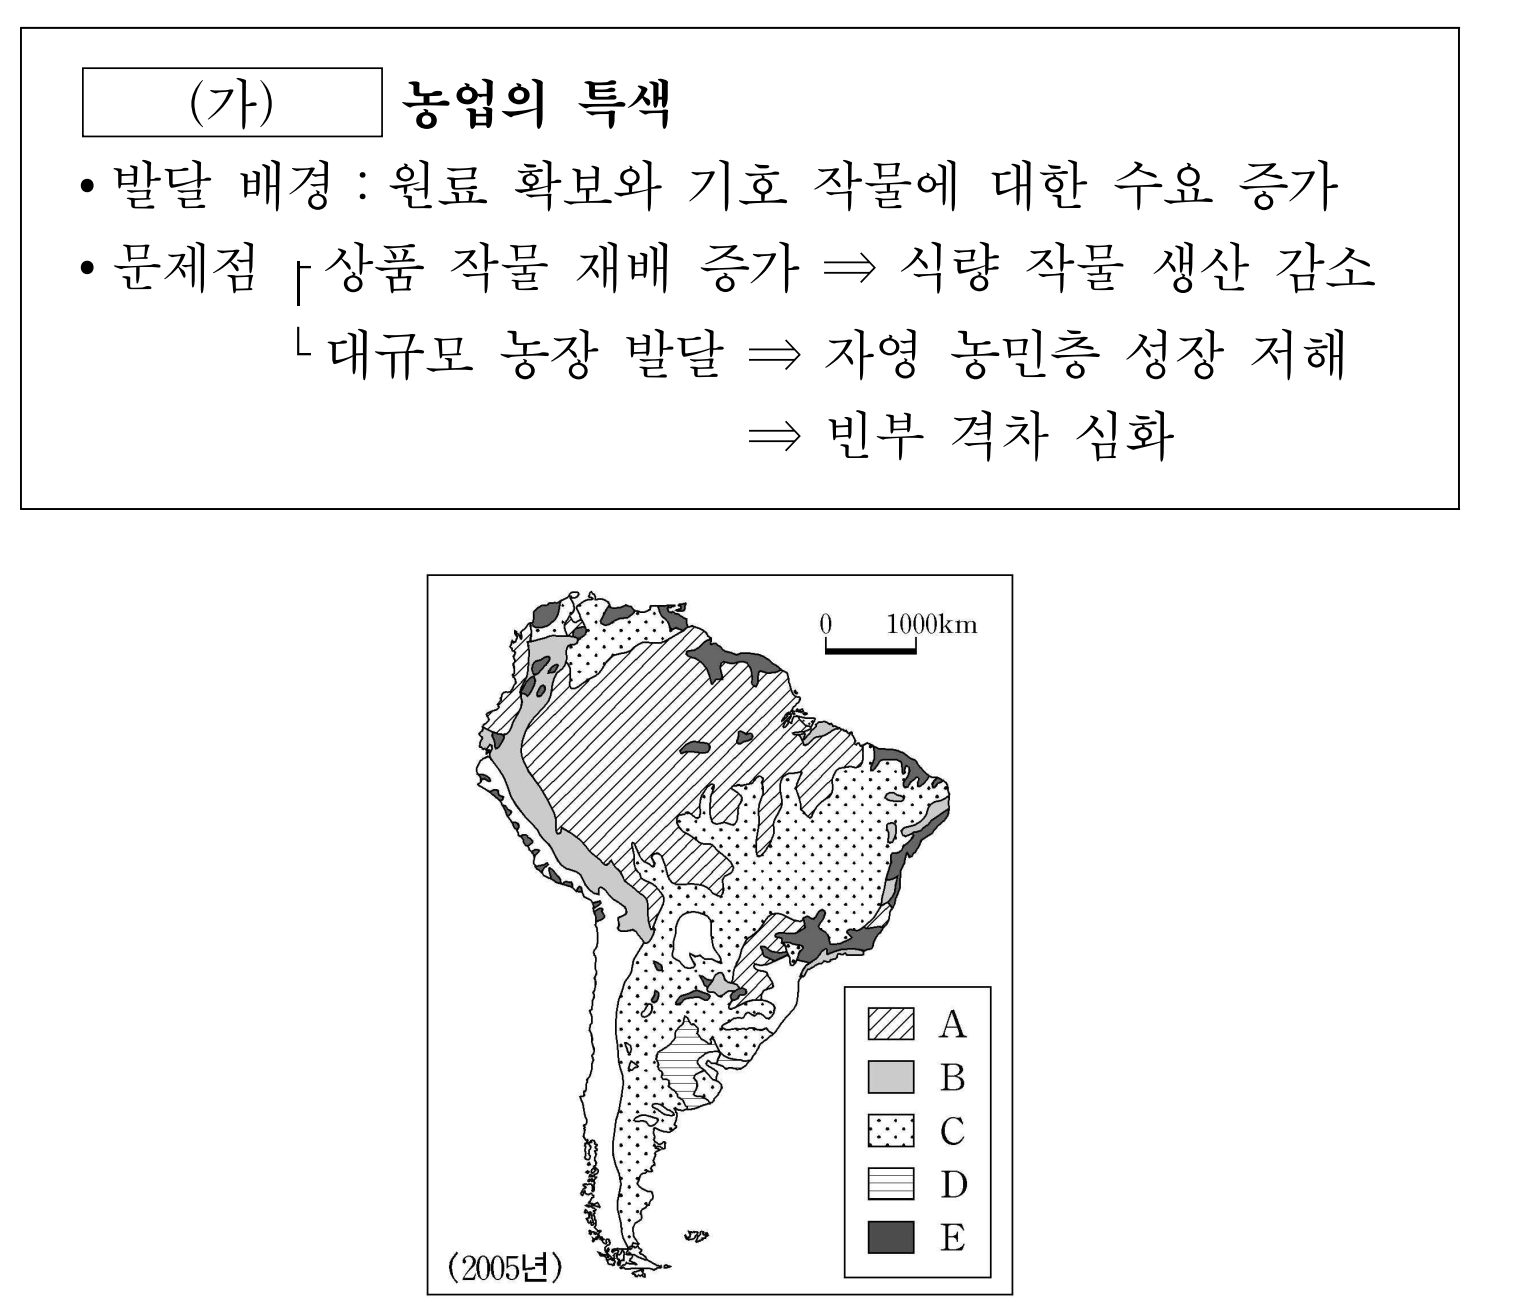 (가) 농업의 특색
• 발달 배경 : 원료 확보와 기호 작물에 대한 수요 증가
• 문제점 ┌ 상품 작물 재배 증가 ⇒ 식량 작물 생산 감소
└ 대규모 농장 발달 ⇒ 자영 농민층 성장 저해
⇒ 빈부 격차 심화
0 1000km
A
B
C
D
E
(2005년)